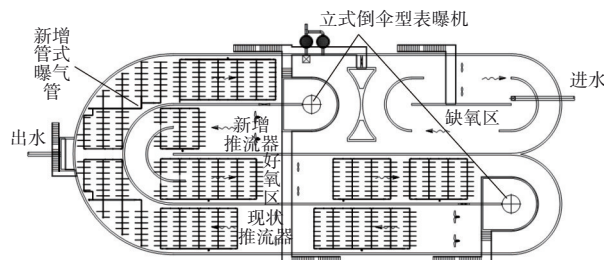 立式倒伞型表曝机
新增
管式
曝气
管
进水
缺氧区
出水
新增
推流器
好
氧
区
现状
推流器